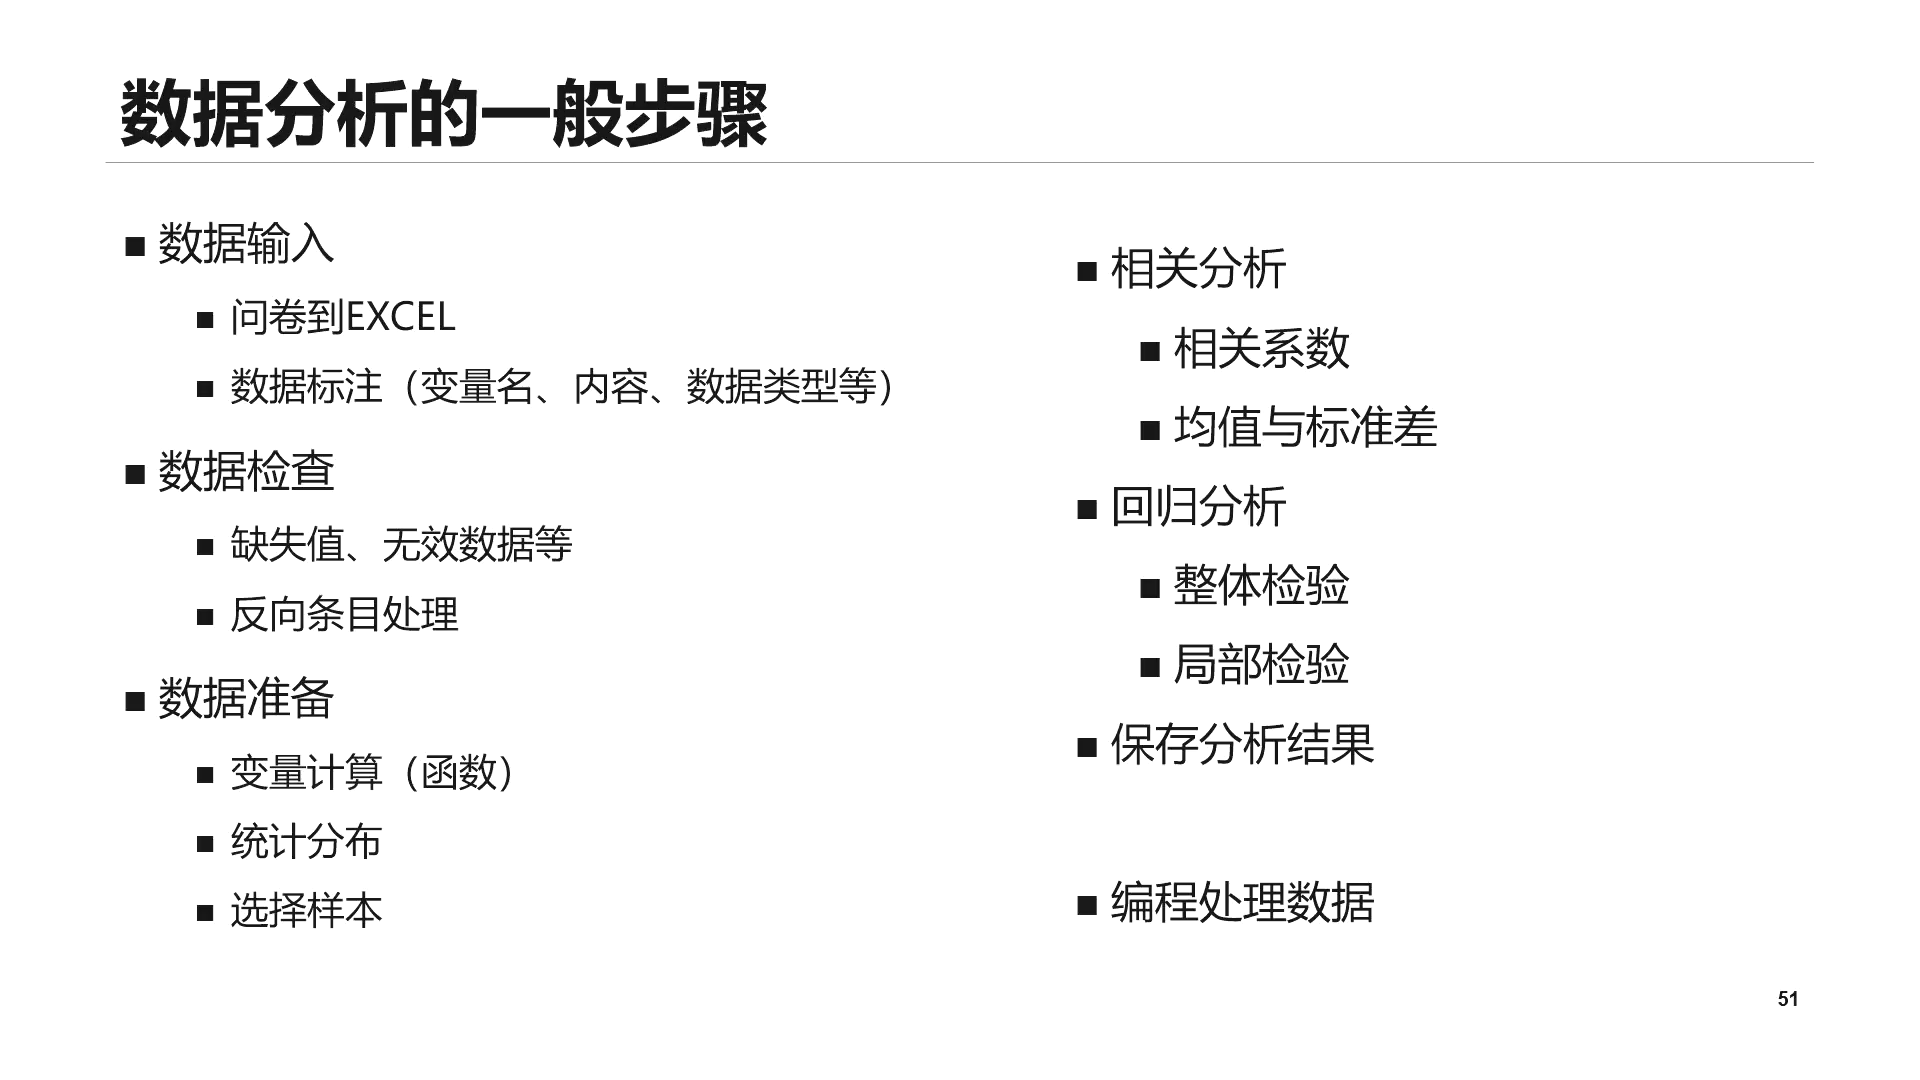 数据分析的一般步骤
■ 数据输入
■ 问卷到EXCEL
■ 数据标注（变量名、内容、数据类型等）
■ 数据检查
■ 缺失值、无效数据等
■ 反向条目处理
■ 数据准备
■ 变量计算（函数）
■ 统计分布
■ 选择样本
■ 相关分析
■ 相关系数
■ 均值与标准差
■ 回归分析
■ 整体检验
■ 局部检验
■ 保存分析结果
■ 编程处理数据
51